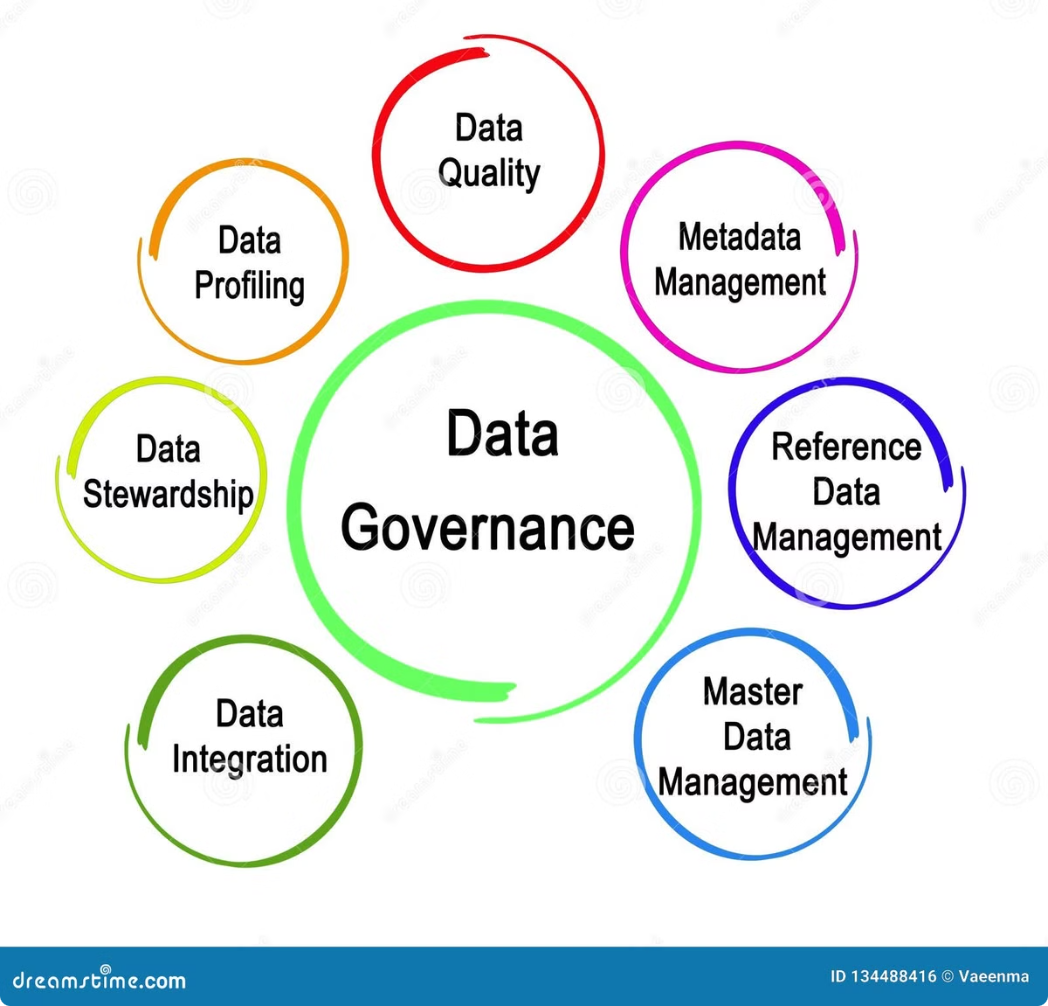 Data
Quality
Metadata
Management
Reference
Data
Management
Master
Data
Management
Data
Integration
Data
Stewardship
Data
Profiling
Data
Governance
dreamstime.com
ID 134488416 © Vaeenma